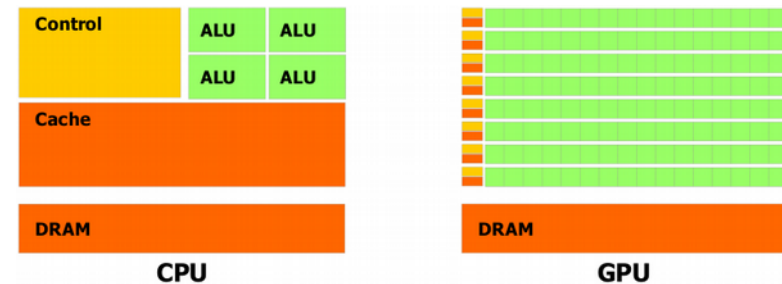 Control
ALU ALU
ALU ALU
Cache
DRAM
CPU
DRAM
GPU